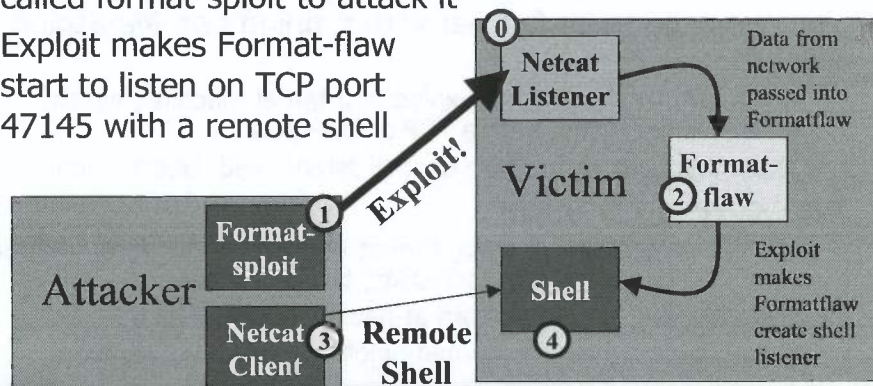 called format-sploit to attack it
Exploit makes Format-flaw
start to listen on TCP port
47145 with a remote shell
0
Netcat
Listener
Data from
network
passed into
Formatflaw
Exploit!
Victim
Format-
flaw
2
1
Format-
sploit
Attacker
Netcat
Client
3
Remote
Shell
Shell
4
Exploit
makes
Formatflaw
create shell
listener